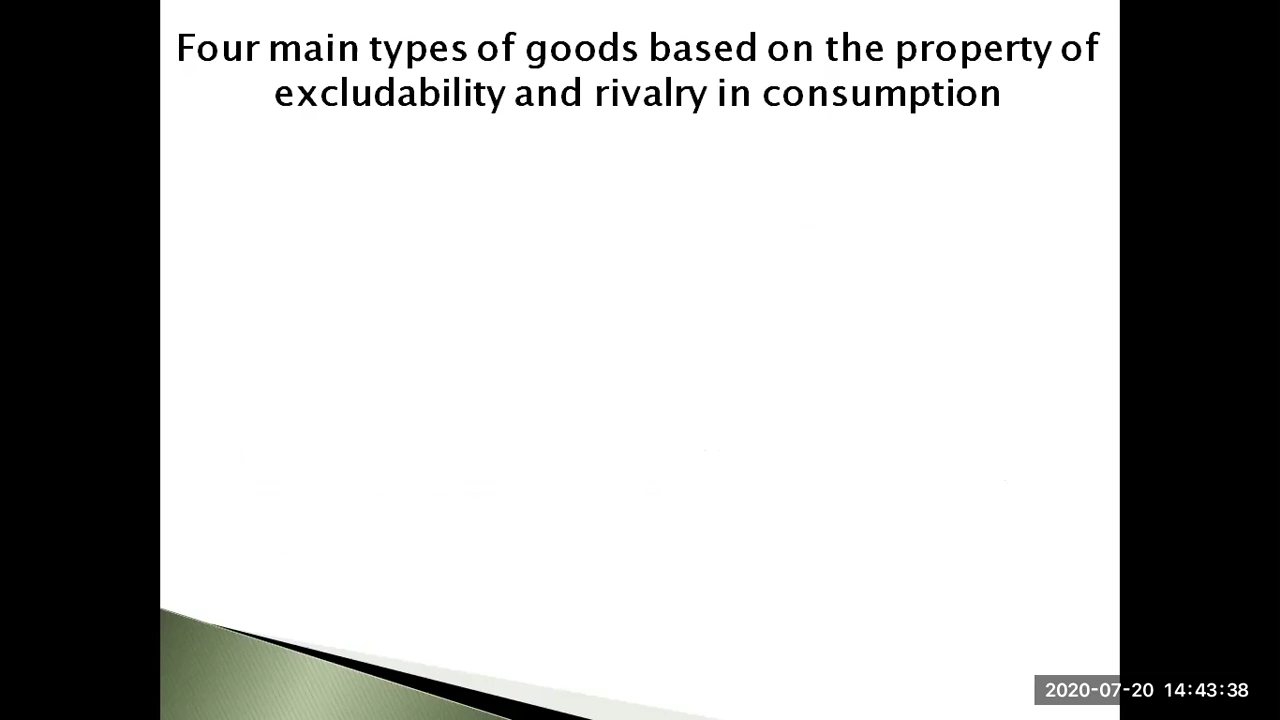 Four main types of goods based on the property of
excludability and rivalry in consumption
2020-07-20 14:43:38